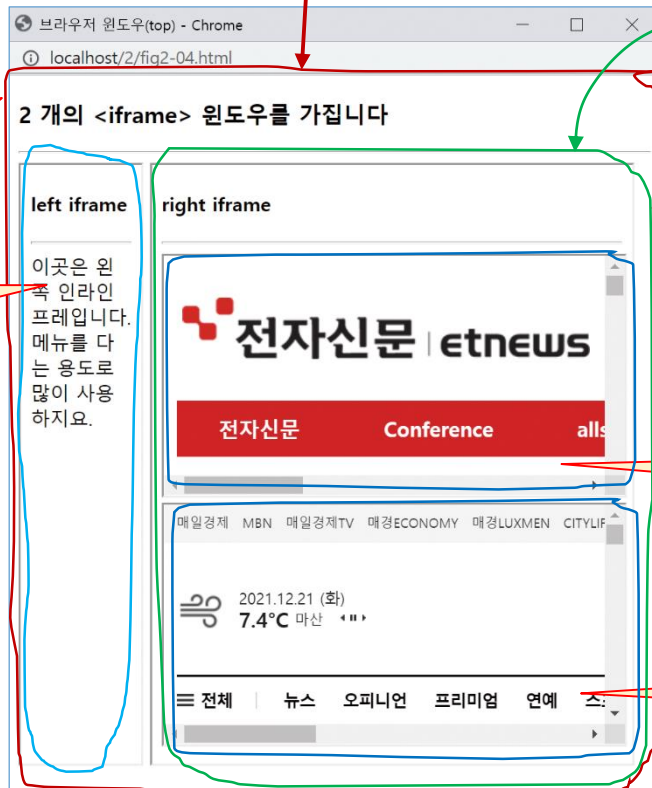 브라우저 윈도우(top) - Chrome
localhost/2/fig2-04.html
2 개의 <iframe> 윈도우를 가집니다
left iframe
이곳은 왼
쪽 인라인
프레입니다.
메뉴를 다
는 용도로
많이 사용
하지요.
right iframe
전자신문 | etnews
전자신문 Conference alls
매일경제 MBN 매일경제TV 매경ECONOMY 매경LUXMEN CITYLIF
2021.12.21 (화)
7.4°C 마산
전체 | 뉴스 오피니언 프리미엄 연예